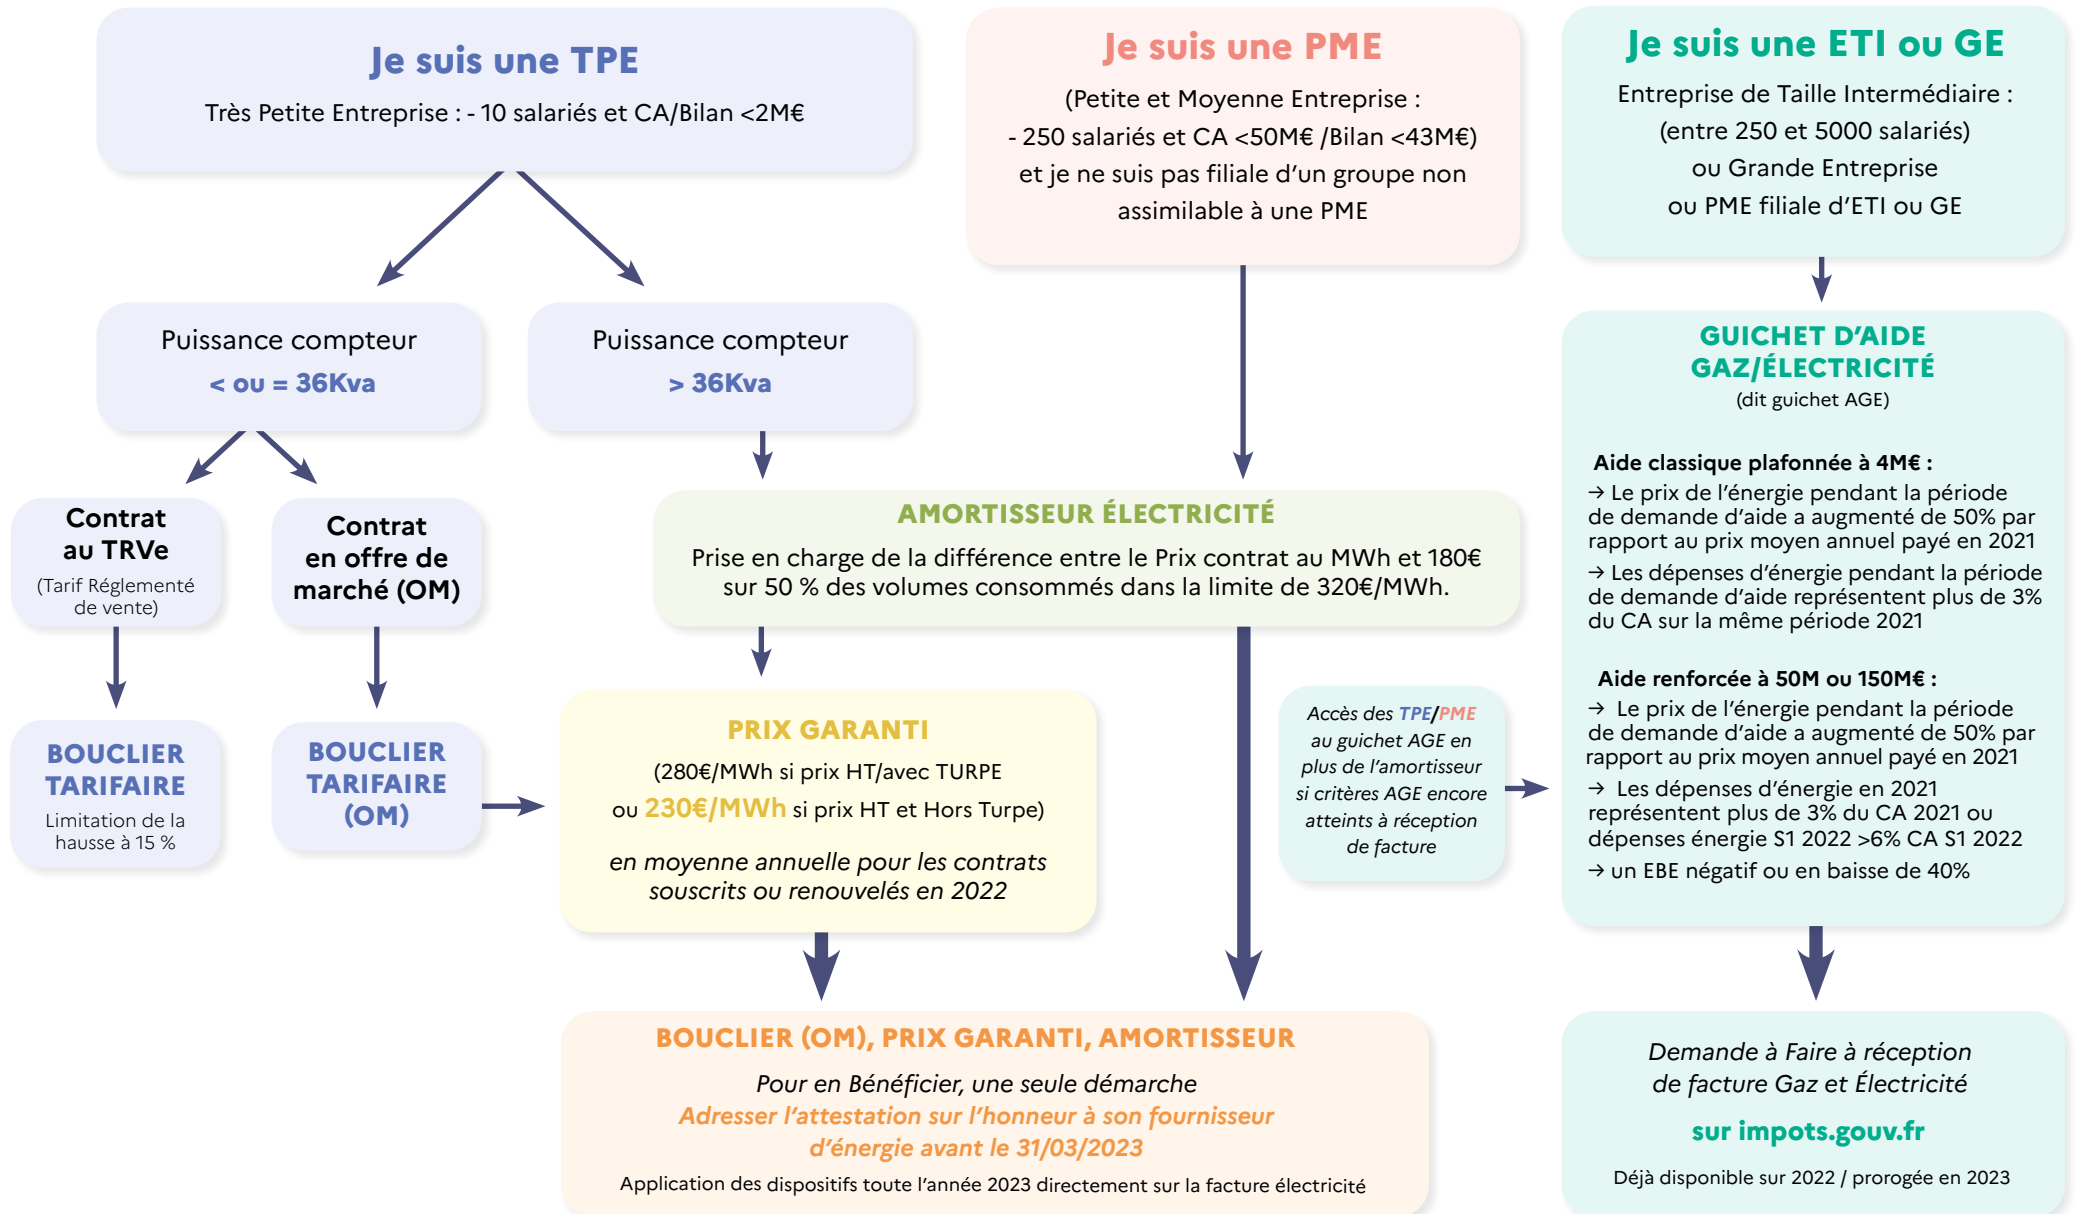 Je suis une TPE
Très Petite Entreprise : - 10 salariés et CA/Bilan <2M€
Je suis une PME
(Petite et Moyenne Entreprise :
- 250 salariés et CA <50M€ /Bilan <43M€)
et je ne suis pas filiale d’un groupe non
assimilable à une PME
Je suis une ETI ou GE
Entreprise de Taille Intermédiaire :
(entre 250 et 5000 salariés)
ou Grande Entreprise
ou PME filiale d’ETI ou GE
Puissance compteur
< ou = 36Kva
Puissance compteur
> 36Kva
Contrat
au TRVe
(Tarif Réglementé
de vente)
Contrat
en offre de
marché (OM)
AMORTISSEUR ÉLECTRICITÉ
Prise en charge de la différence entre le Prix contrat au MWh et 180€
sur 50 % des volumes consommés dans la limite de 320€/MWh.
BOUCLIER
TARIFAIRE
Limitation de la
hausse à 15 %
BOUCLIER
TARIFAIRE
(OM)
PRIX GARANTI
(280€/MWh si prix HT/avec TURPE
ou 230€/MWh si prix HT et Hors Turpe)
en moyenne annuelle pour les contrats
souscrits ou renouvelés en 2022
Accès des TPE/PME
au guichet AGE en
plus de l’amortisseur
si critères AGE encore
atteints à réception
de facture
GUICHET D’AIDE
GAZ/ÉLECTRICITÉ
(dit guichet AGE)
Aide classique plafonnée à 4M€ :
→ Le prix de l’énergie pendant la période
de demande d’aide a augmenté de 50% par
rapport au prix moyen annuel payé en 2021
→ Les dépenses d’énergie pendant la période
de demande d’aide représentent plus de 3%
du CA sur la même période 2021
Aide renforcée à 50M ou 150M€ :
→ Le prix de l’énergie pendant la période
de demande d’aide a augmenté de 50% par
rapport au prix moyen annuel payé en 2021
→ Les dépenses d’énergie en 2021
représentent plus de 3% du CA 2021 ou
dépenses énergie S1 2022 >6% CA S1 2022
→ un EBE négatif ou en baisse de 40%
BOUCLIER (OM), PRIX GARANTI, AMORTISSEUR
Pour en Bénéficier, une seule démarche
Adresser l’attestation sur l’honneur à son fournisseur
d’énergie avant le 31/03/2023
Application des dispositifs toute l’année 2023 directement sur la facture électricité
Demande à Faire à réception
de facture Gaz et Électricité
sur impots.gouv.fr
Déjà disponible sur 2022 / prorogée en 2023